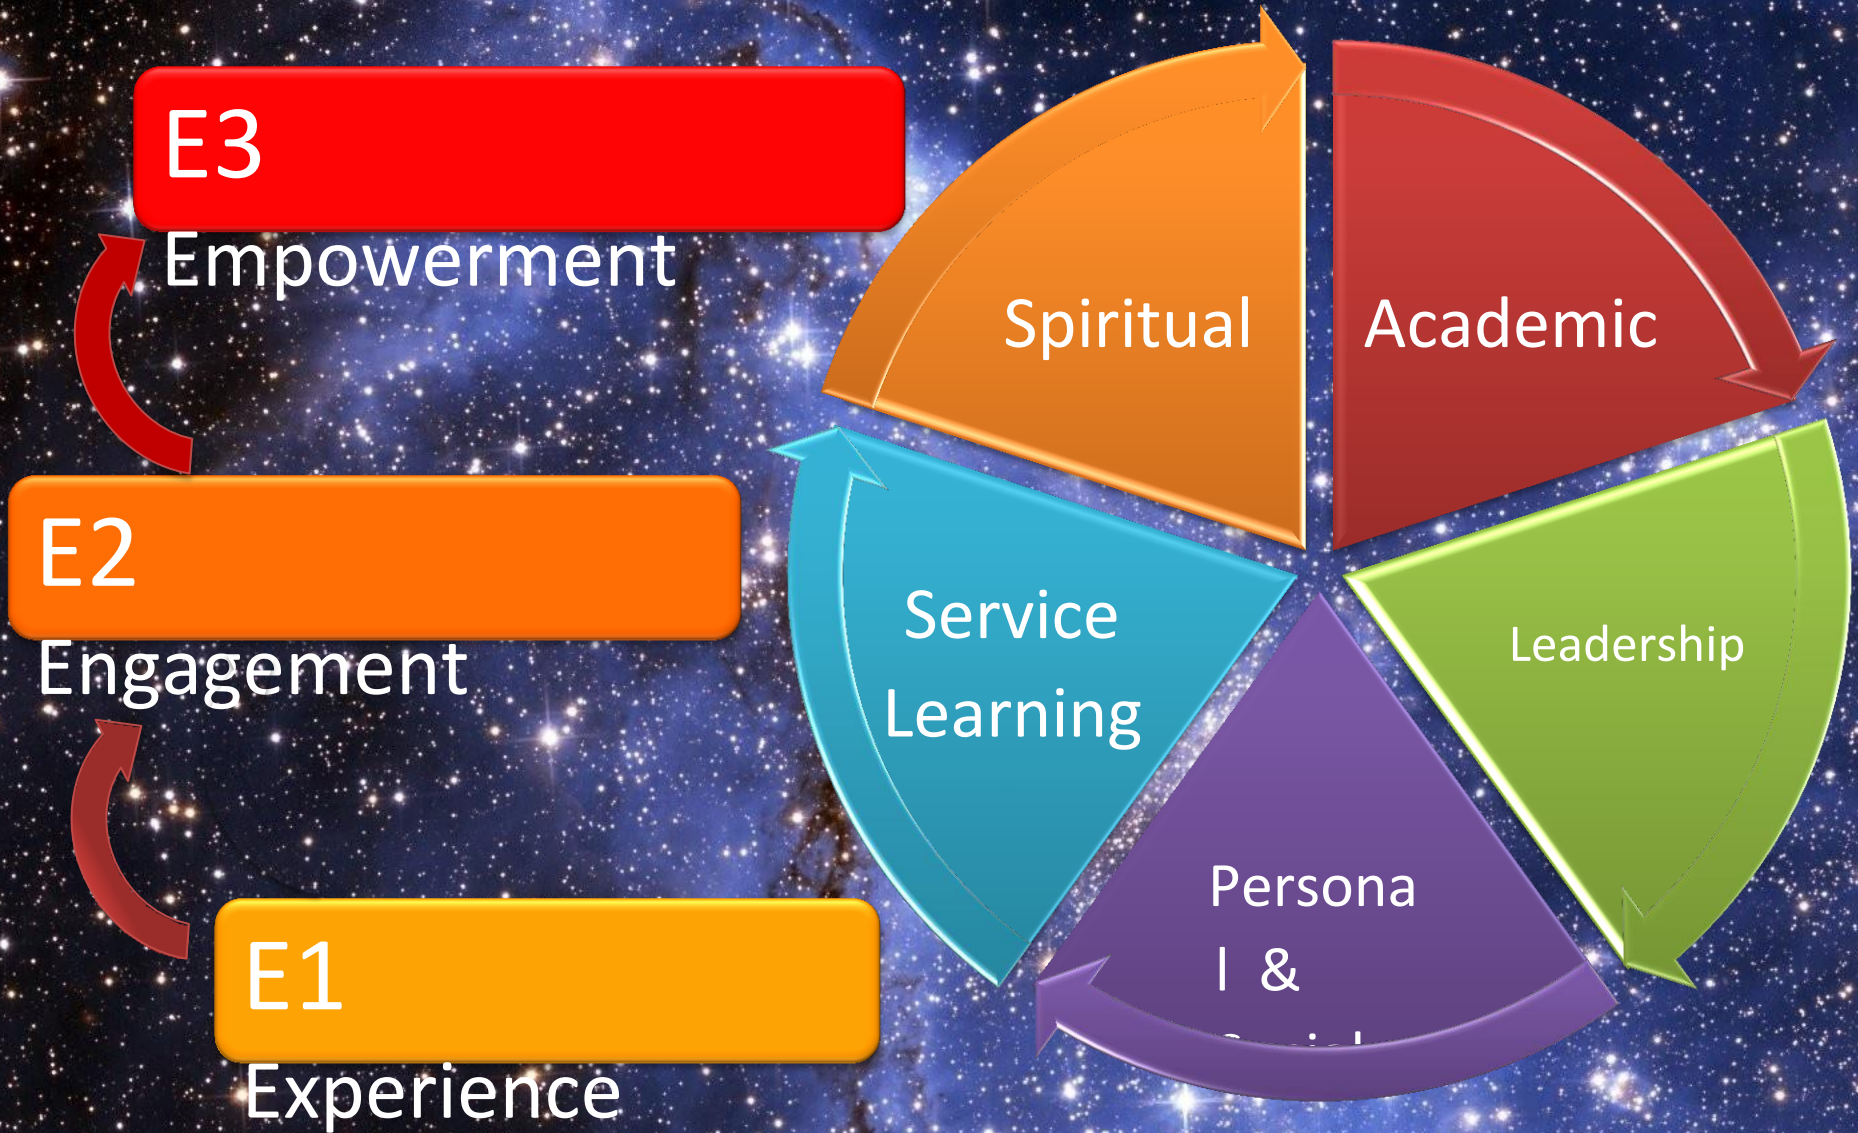 E3
Empowerment
E2
Engagement
E1
Experience
Spiritual
Academic
Service
Learning
Leadership
Persona
l &